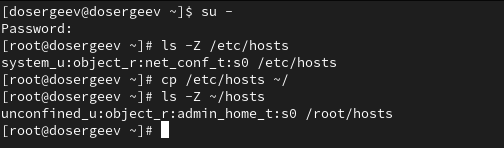 [dosergeev@dosergeev ~]$ su -
Password:
[root@dosergeev ~]# ls -Z /etc/hosts
system_u:object_r:net_conf_t:s0 /etc/hosts
[root@dosergeev ~]# cp /etc/hosts ~/
[root@dosergeev ~]# ls -Z ~/hosts
unconfined_u:object_r:admin_home_t:s0 /root/hosts
[root@dosergeev ~]#